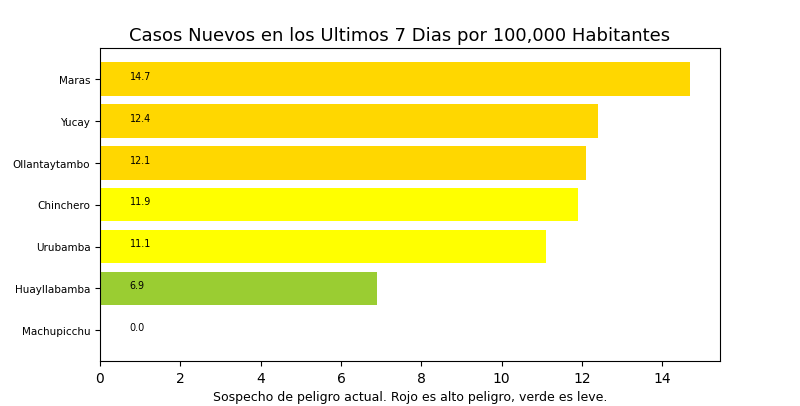 Casos Nuevos en los Ultimos 7 Dias por 100,000 Habitantes
Maras 14.7
Yucay 12.4
Ollantaytambo 12.1
Chinchero 11.9
Urubamba 11.1
Huayllabamba 6.9
Machupicchu 0.0
0 2 4 6 8 10 12 14
Sospecho de peligro actual. Rojo es alto peligro, verde es leve.